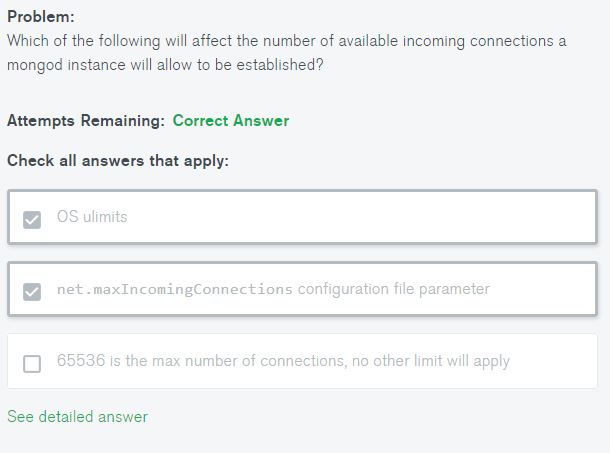 Problem:
Which of the following will affect the number of available incoming connections a
mongod instance will allow to be established?
Attempts Remaining: Correct Answer
Check all answers that apply:
OS ulimits
net.maxIncomingConnections configuration file parameter
65536 is the max number of connections, no other limit will apply
See detailed answer